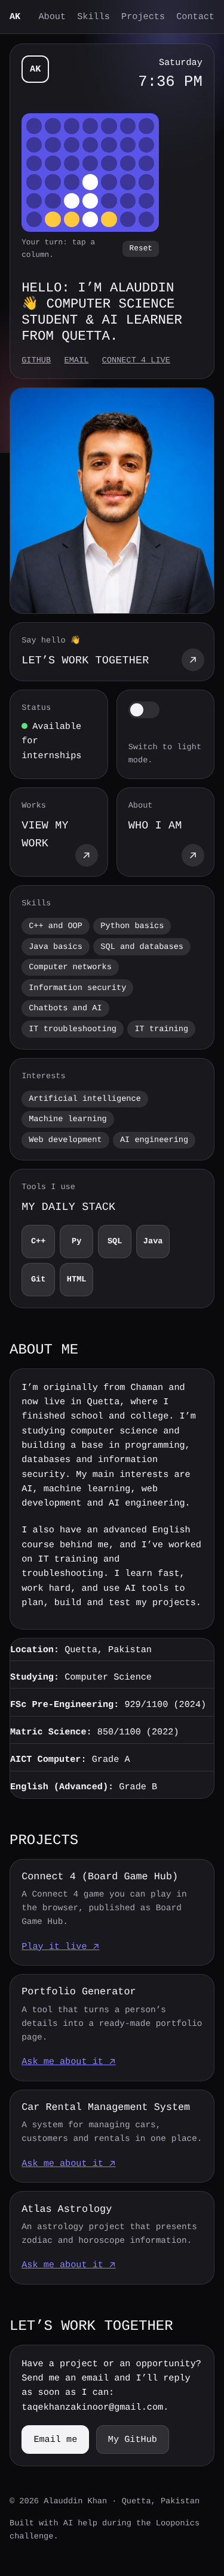 AK About Skills Projects Contact
AK
Saturday
7:36 PM
Your turn: tap a
column.
Reset
HELLO: I’M ALAUDDIN
👋 COMPUTER SCIENCE
STUDENT & AI LEARNER
FROM QUETTA.
GITHUB EMAIL CONNECT 4 LIVE
Say hello 👋
LET’S WORK TOGETHER ↗
Status
Available
for
internships
Switch to light
mode.
Works
VIEW MY
WORK ↗
About
WHO I AM
↗
Skills
C++ and OOP Python basics
Java basics SQL and databases
Computer networks
Information security
Chatbots and AI
IT troubleshooting IT training
Interests
Artificial intelligence
Machine learning
Web development AI engineering
Tools I use
MY DAILY STACK
C++ Py SQL Java
Git HTML
ABOUT ME
I’m originally from Chaman and
now live in Quetta, where I
finished school and college. I’m
studying computer science and
building a base in programming,
databases and information
security. My main interests are
AI, machine learning, web
development and AI engineering.
I also have an advanced English
course behind me, and I’ve worked
on IT training and
troubleshooting. I learn fast,
work hard, and use AI tools to
plan, build and test my projects.
Location: Quetta, Pakistan
Studying: Computer Science
FSc Pre-Engineering: 929/1100 (2024)
Matric Science: 850/1100 (2022)
AICT Computer: Grade A
English (Advanced): Grade B
PROJECTS
Connect 4 (Board Game Hub)
A Connect 4 game you can play in
the browser, published as Board
Game Hub.
Play it live ↗
Portfolio Generator
A tool that turns a person’s
details into a ready-made portfolio
page.
Ask me about it ↗
Car Rental Management System
A system for managing cars,
customers and rentals in one place.
Ask me about it ↗
Atlas Astrology
An astrology project that presents
zodiac and horoscope information.
Ask me about it ↗
LET’S WORK TOGETHER
Have a project or an opportunity?
Send me an email and I’ll reply
as soon as I can:
taqekhanzakinoor@gmail.com.
Email me My GitHub
© 2026 Alauddin Khan · Quetta, Pakistan
Built with AI help during the Looponics
challenge.